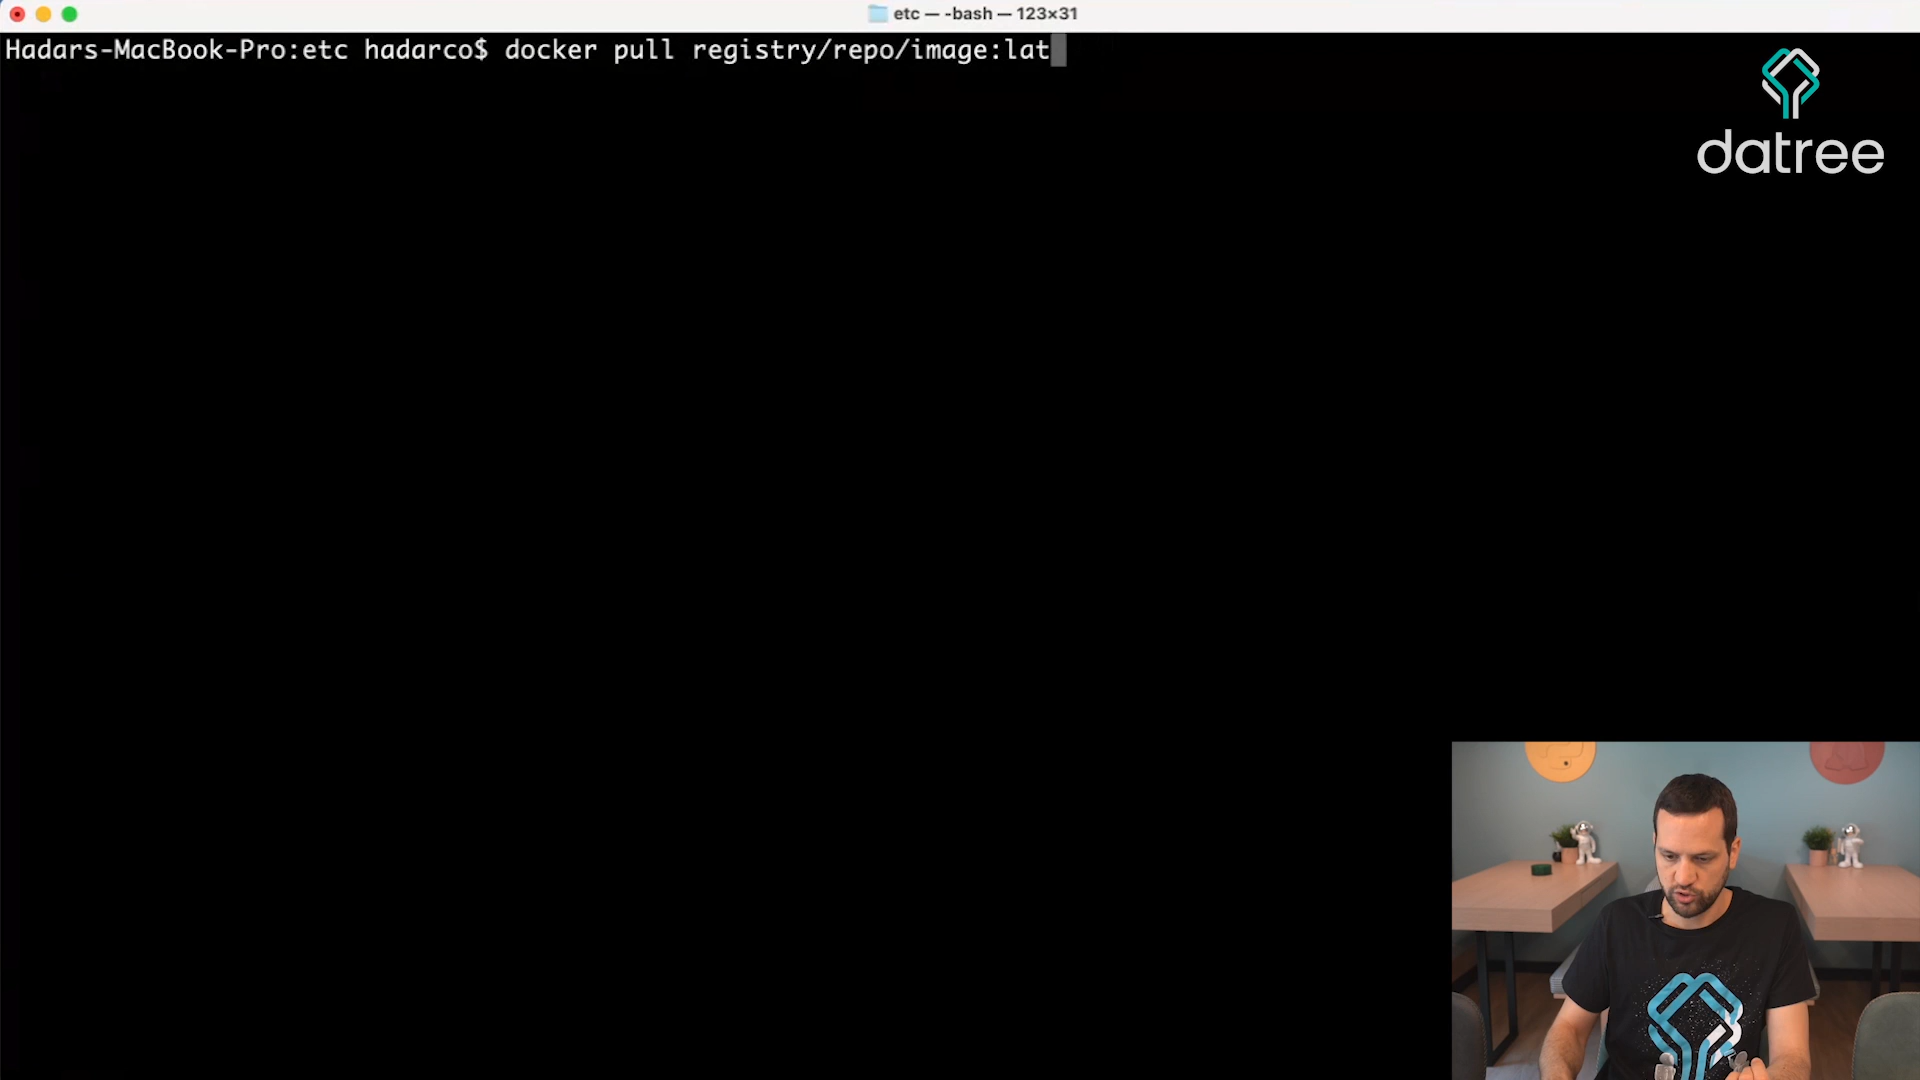 etc — -bash — 123×31
Hadars-MacBook-Pro:etc hadarco$ docker pull registry/repo/image:lat
datree